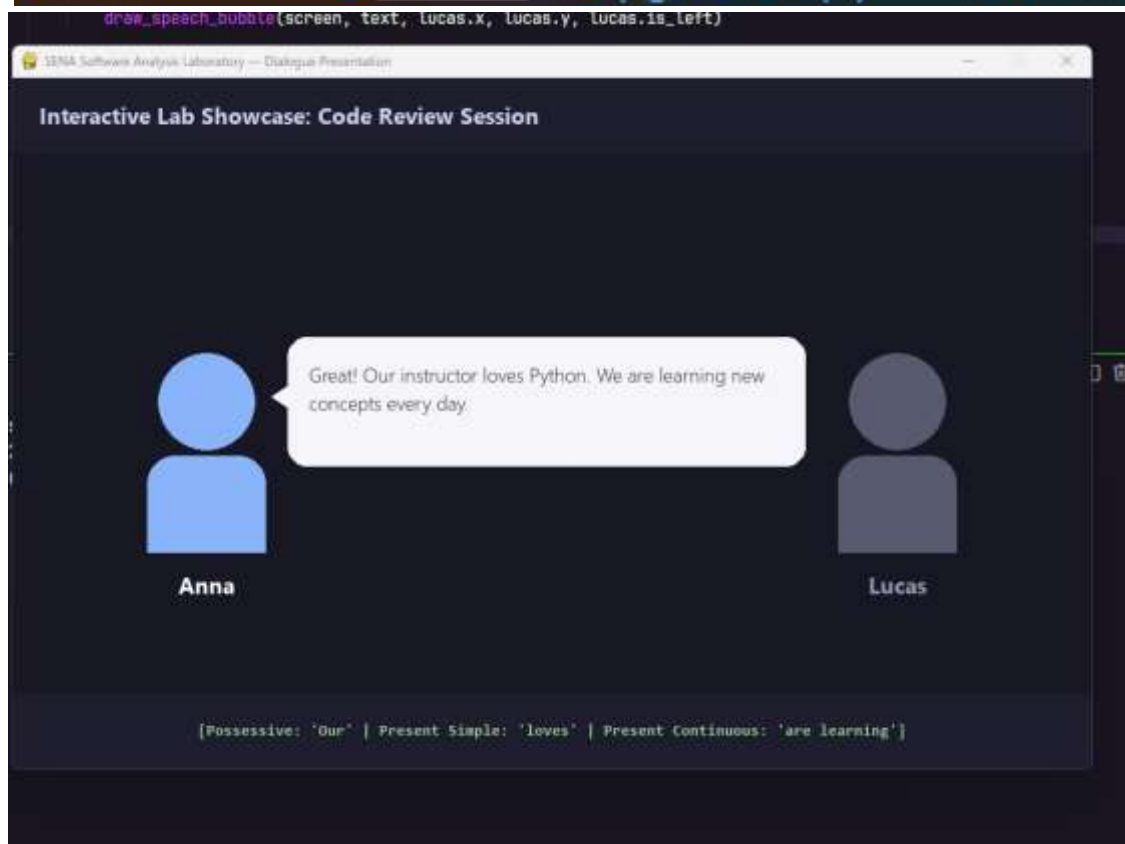 draw_speech_bubble(screen, text, lucas.x, lucas.y, lucas.is_left)
SENA Software Analysis Laboratory — Dialogue Presentation
Interactive Lab Showcase: Code Review Session
Great! Our instructor loves Python. We are learning new
concepts every day.
Anna
Lucas
[Possessive: 'Our' | Present Simple: 'loves' | Present Continuous: 'are learning']